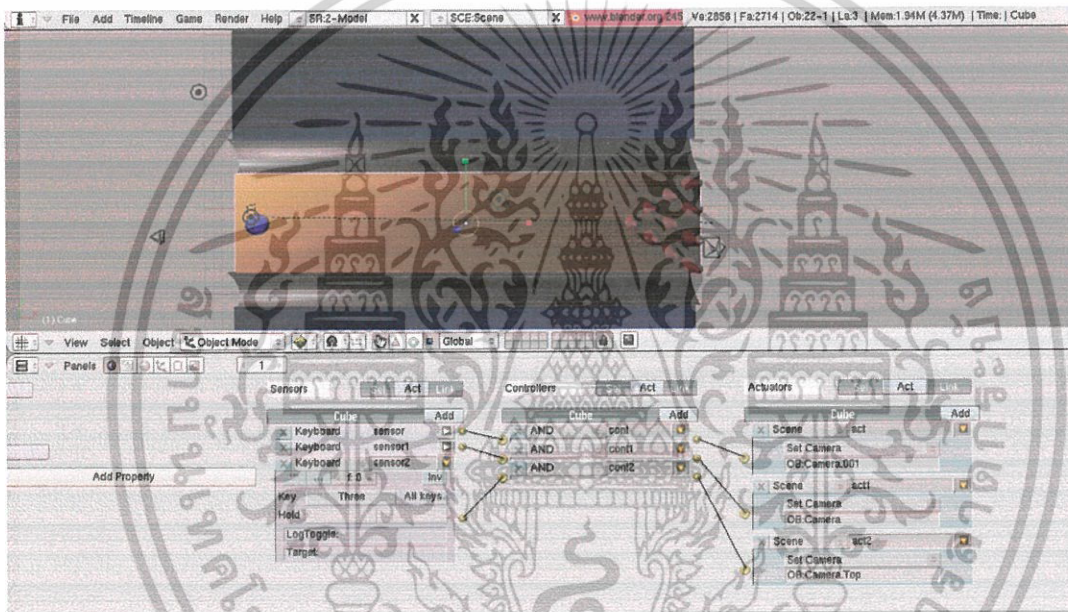 File Add Timeline Game Render Help SR:2-Model X SCE:Scene X www.blender.org 245 Ve:2858 | Fa:2714 | Ob:22-1 | La:3 | Mem:1.94M (4.37M) | Time: | Cube
(1) Cube
View Select Object Object Mode Global
Panels 1
Sensors Act Link Controllers Act Actuators Act Link
Cube Add Cube Add Cube Add
X Keyboard sensor X AND cont X Scene act
X Keyboard sensor1 X AND cont1 Set Camera
X Keyboard sensor2 X AND cont2 OB:Camera.001
Add Property f:0 Inv X Scene act1
Key Three All keys Set Camera
Hold OB:Camera
LogToggle: X Scene act2
Target: Set Camera
OB:Camera.Top